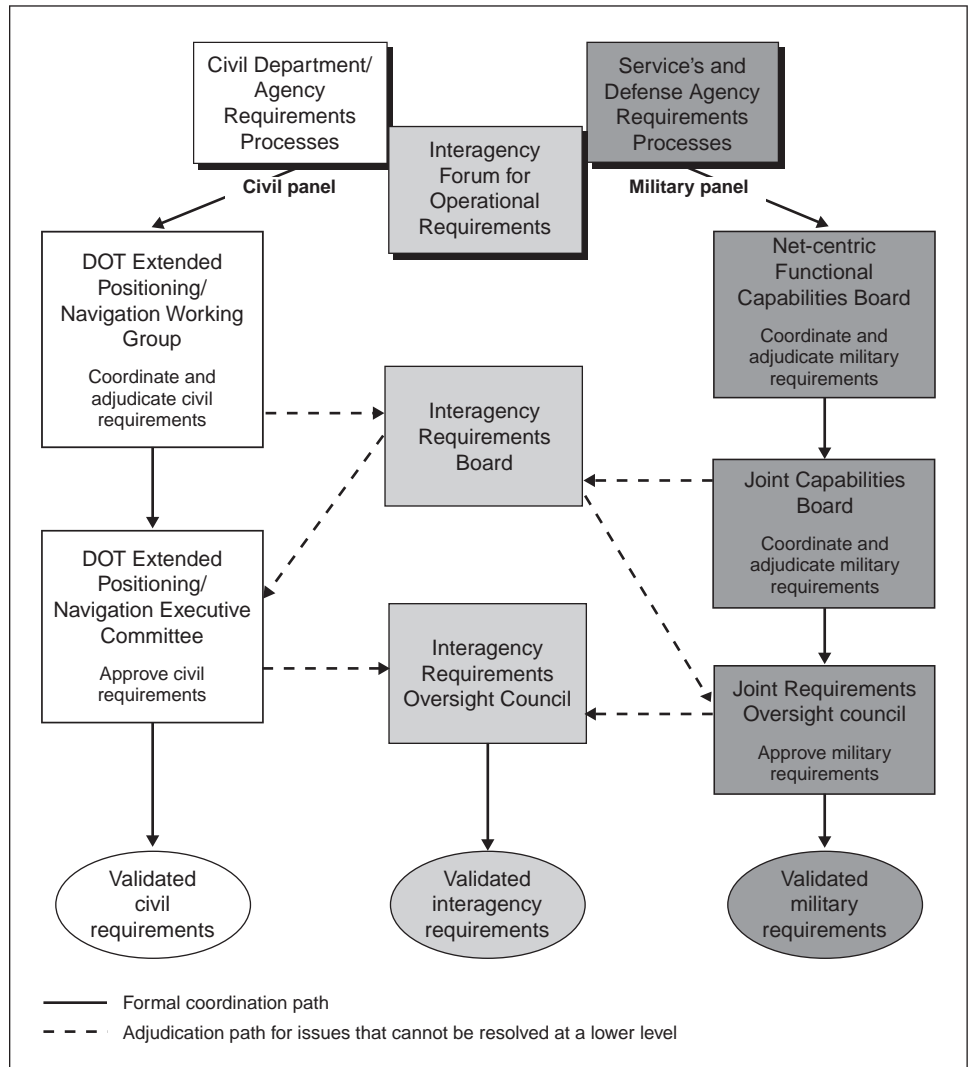 Civil Department/
Agency
Requirements
Processes
Service's and
Defense Agency
Requirements
Processes
Interagency
Forum for
Operational
Requirements
Civil panel
Military panel
DOT Extended
Positioning/
Navigation Working
Group
Coordinate and
adjudicate civil
requirements
Net-centric
Functional
Capabilities Board
Coordinate and
adjudicate military
requirements
Interagency
Requirements
Board
Joint Capabilities
Board
Coordinate and
adjudicate military
requirements
DOT Extended
Positioning/
Navigation Executive
Committee
Approve civil
requirements
Interagency
Requirements
Oversight Council
Joint Requirements
Oversight council
Approve military
requirements
Validated
civil
requirements
Validated
interagency
requirements
Validated
military
requirements
Formal coordination path
Adjudication path for issues that cannot be resolved at a lower level